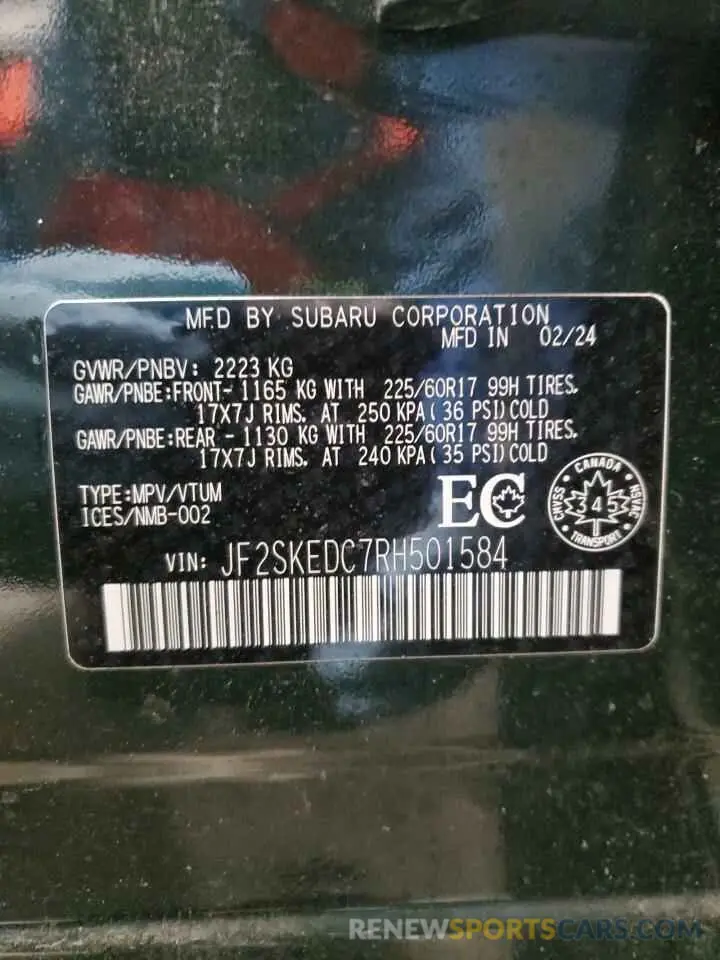 MFD BY SUBARU CORPORATION
MFD IN 02/24
GVWR/PNBV: 2223 KG
GAWR/PNBE:FRONT- 1165 KG WITH 225/60R17 99H TIRES.
17X7J RIMS. AT 250 KPA( 36 PSI)COLD
GAWR/PNBE:REAR - 1130 KG WITH 225/60R17 99H TIRES.
17X7J RIMS. AT 240 KPA( 35 PSI)COLD
TYPE:MPV/VTUM
ICES/NMB-002
EC
CANADA
CMVSS 345 NSVAC
TRANSPORT
VIN: JF2SKEDC7RH501584
RENEWSPORTSCARS.COM